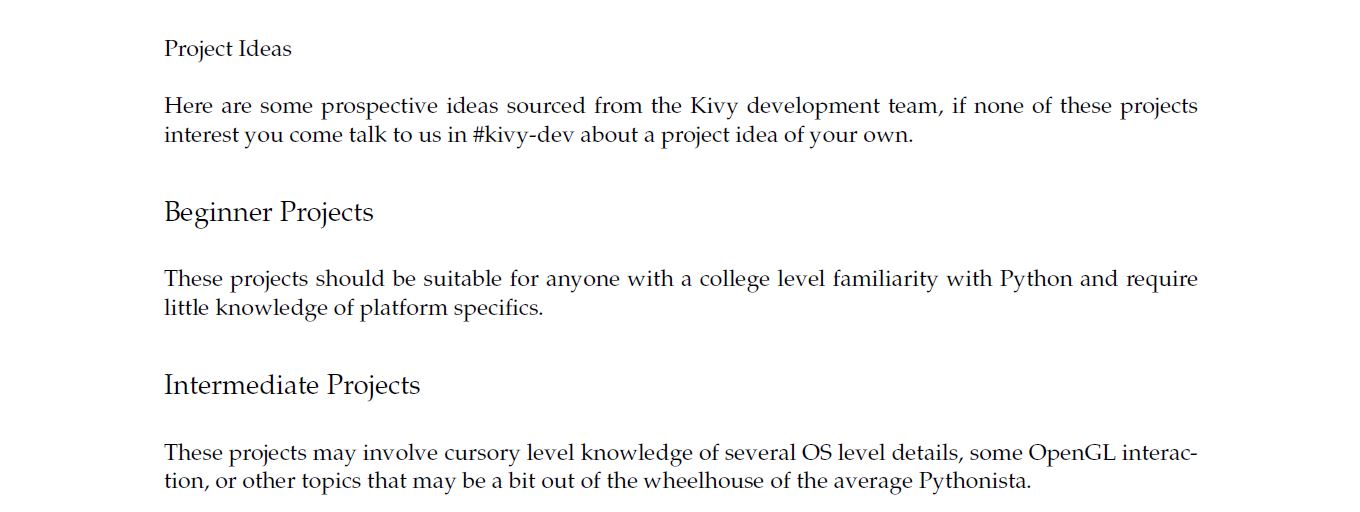 Project Ideas
Here are some prospective ideas sourced from the Kivy development team, if none of these projects
interest you come talk to us in #kivy-dev about a project idea of your own.
Beginner Projects
These projects should be suitable for anyone with a college level familiarity with Python and require
little knowledge of platform specifics.
Intermediate Projects
These projects may involve cursory level knowledge of several OS level details, some OpenGL interac-
tion, or other topics that may be a bit out of the wheelhouse of the average Pythonista.